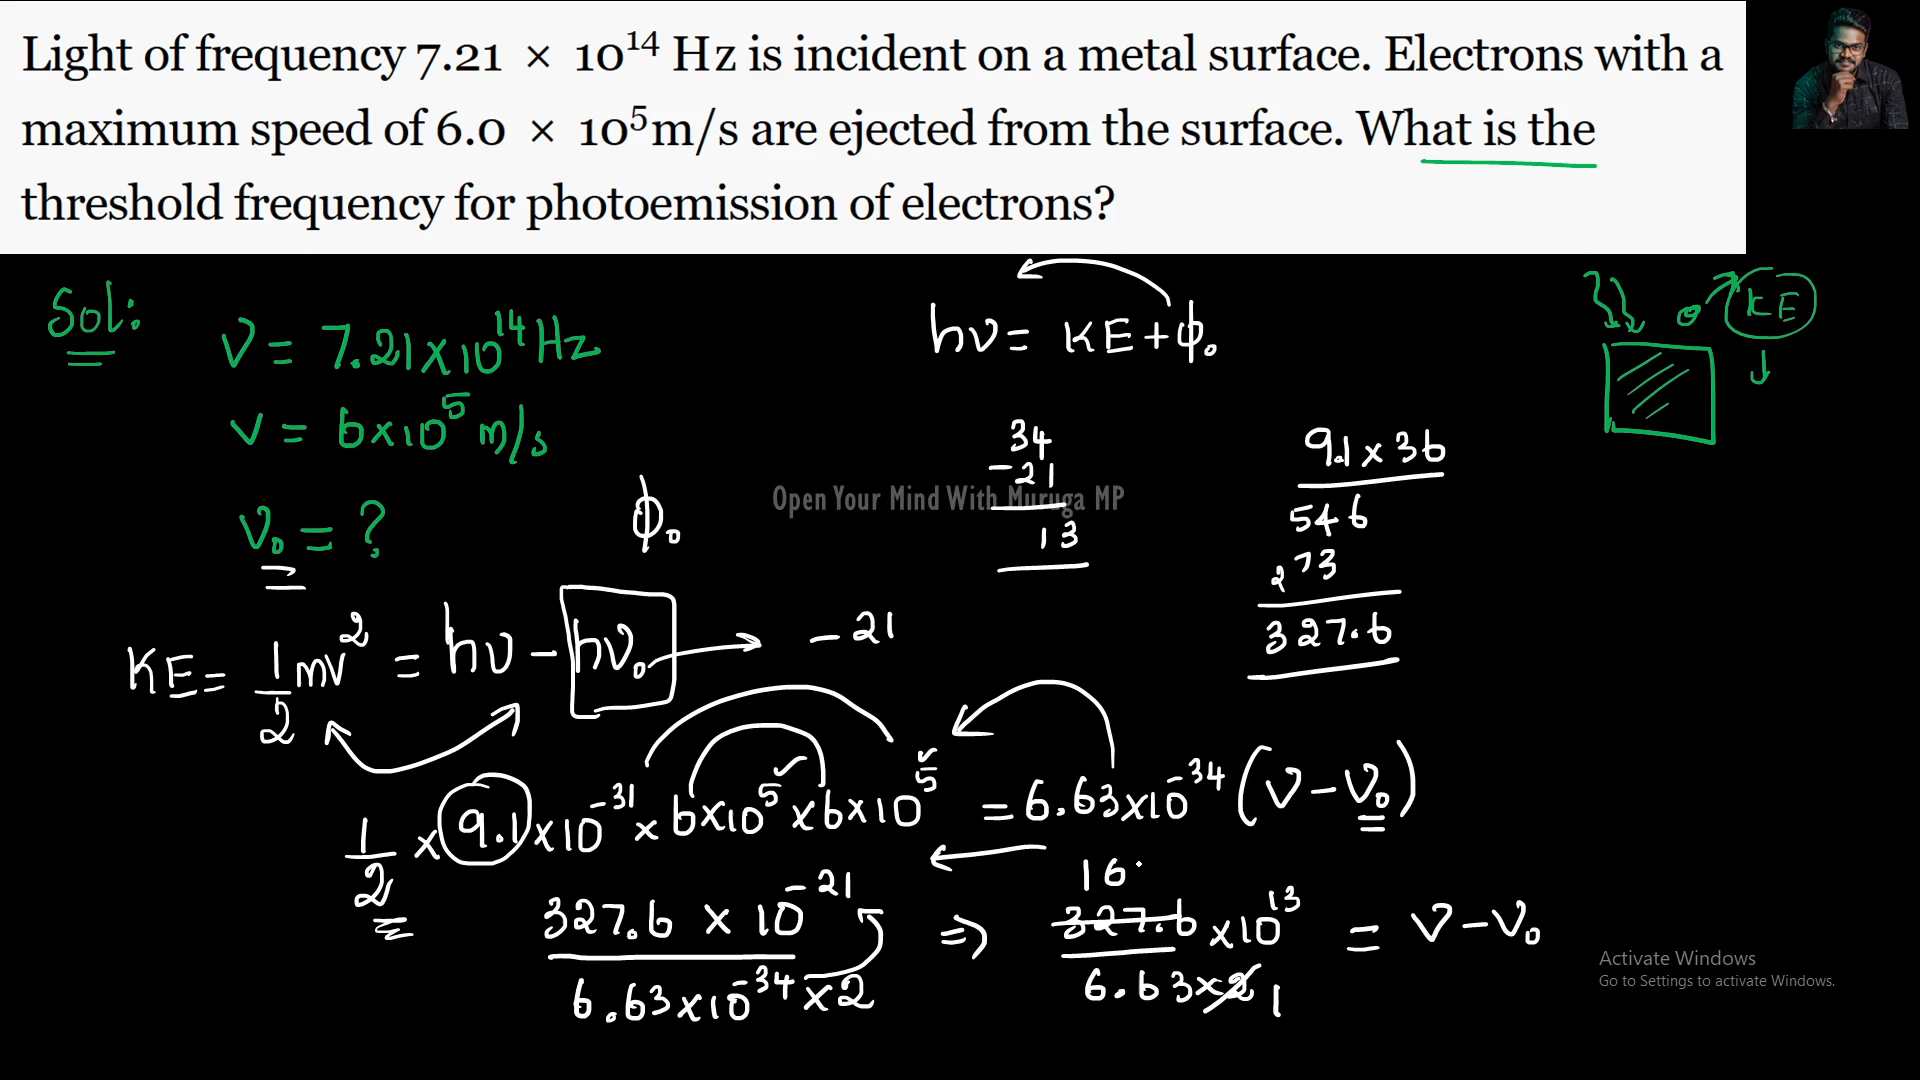 Light of frequency 7.21 × 10¹⁴ Hz is incident on a metal surface. Electrons with a
maximum speed of 6.0 × 10⁵m/s are ejected from the surface. What is the
threshold frequency for photoemission of electrons?
Sol:
ν = 7.21×10¹⁴Hz
v = 6×10⁵ m/s
ν₀ = ?
hν = KE+ϕ₀
KE
ϕ₀
34
-21
13
9.1×36
546
273
327.6
Open Your Mind With Muruga MP
KE = 1/2 mv² = hν - hν₀ → -21
1/2 × 9.1×10⁻³¹ × 6×10⁵ × 6×10⁵ = 6.63×10⁻³⁴ (ν - ν₀)
327.6 × 10⁻²¹ / 6.63×10⁻³⁴ ×2 ⇒ 16. 327.6 ×10¹³ / 6.63×2 1 = ν - ν₀
Activate Windows
Go to Settings to activate Windows.